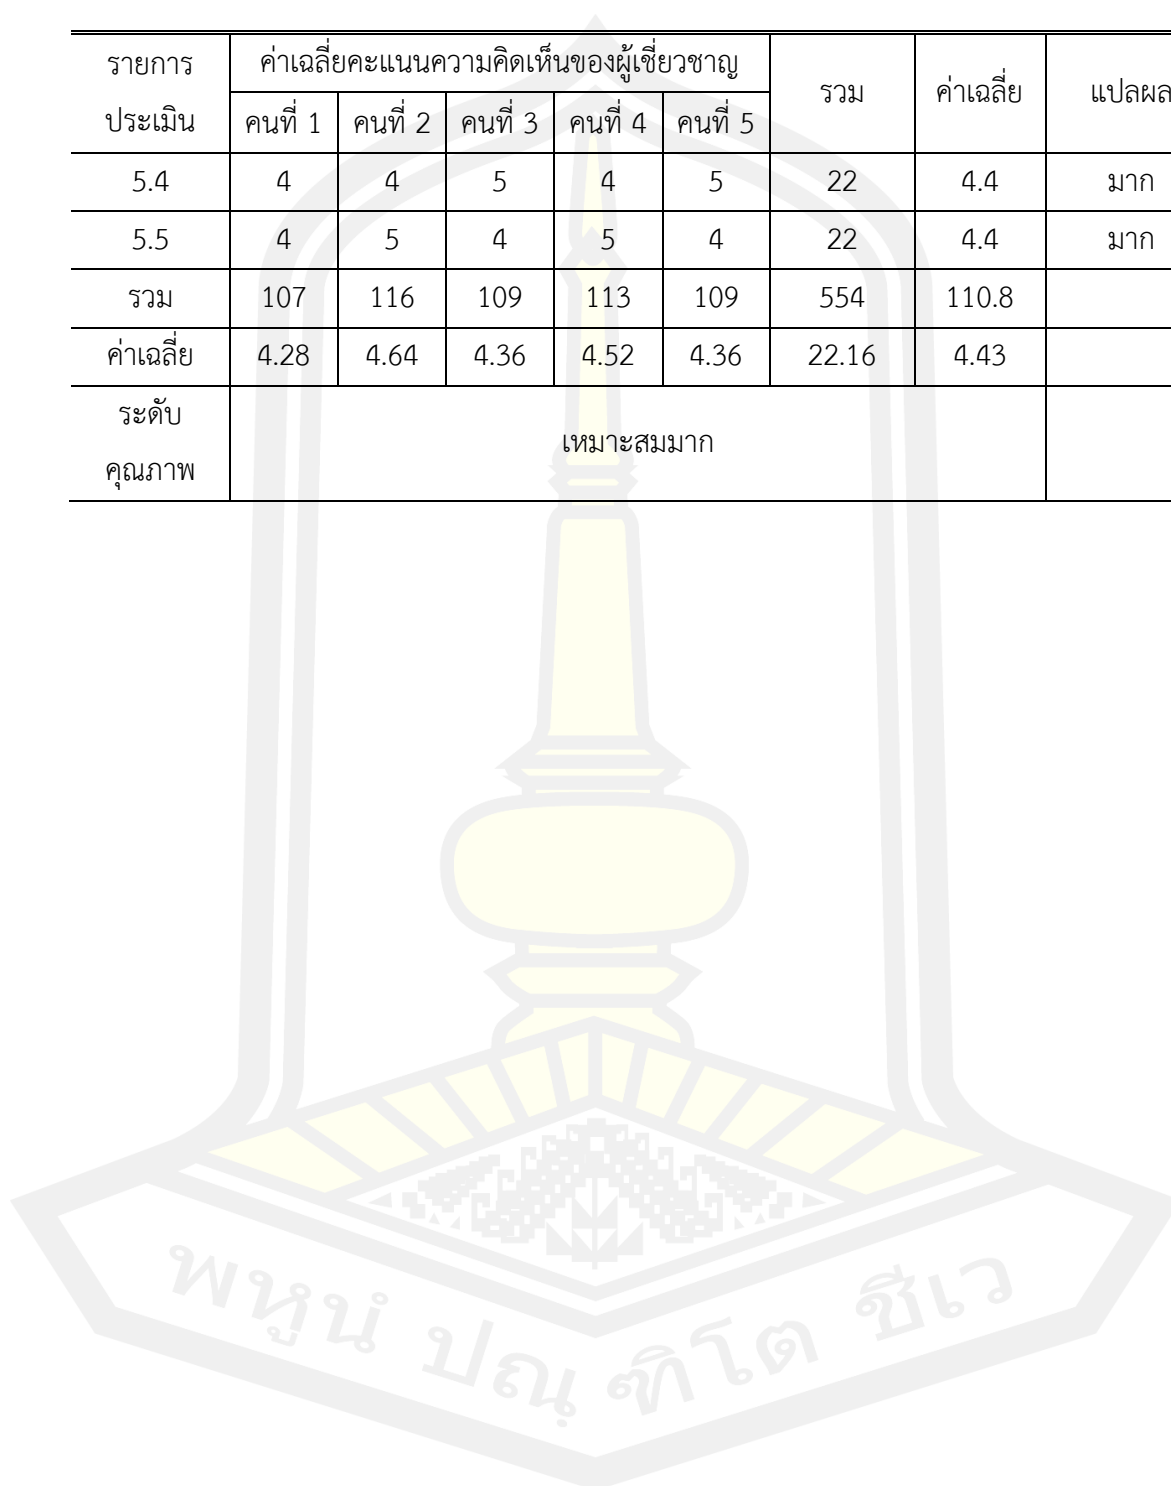 รายการ ประเมิน ค่าเฉลี่ยคะแนนความคิดเห็นของผู้เชี่ยวชาญ รวม ค่าเฉลี่ย แปลผล
คนที่ 1 คนที่ 2 คนที่ 3 คนที่ 4 คนที่ 5
5.4 4 4 5 4 5 22 4.4 มาก
5.5 4 5 4 5 4 22 4.4 มาก
รวม 107 116 109 113 109 554 110.8
ค่าเฉลี่ย 4.28 4.64 4.36 4.52 4.36 22.16 4.43
ระดับ คุณภาพ เหมาะสมมาก
พหูนํ ปณฺฑิโต ชีเว